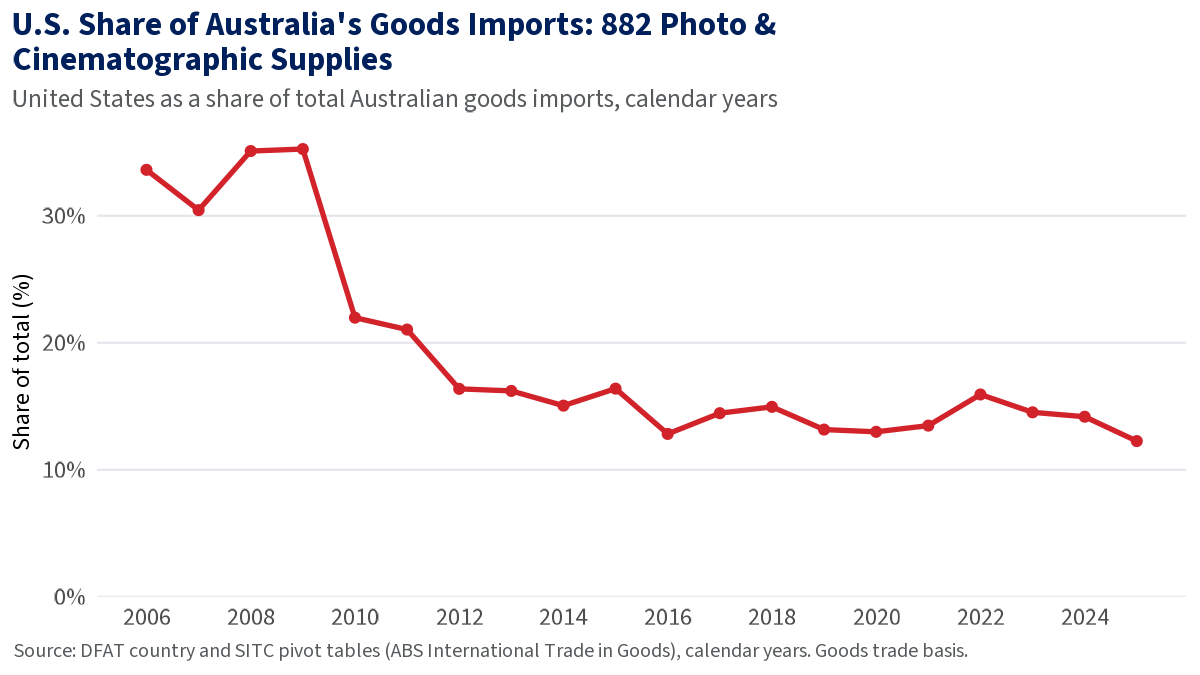 U.S. Share of Australia's Goods Imports: 882 Photo &
Cinematographic Supplies
United States as a share of total Australian goods imports, calendar years
Share of total (%)
30%
20%
10%
0%
2006 2008 2010 2012 2014 2016 2018 2020 2022 2024
Source: DFAT country and SITC pivot tables (ABS International Trade in Goods), calendar years. Goods trade basis.